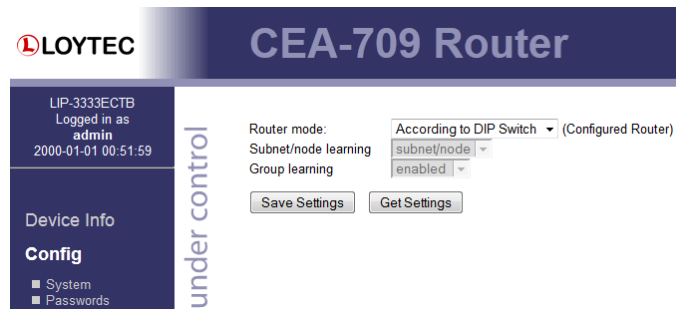 LOYTEC
CEA-709 Router
LIP-3333ECTB
Logged in as
admin
2000-01-01 00:51:59
Device Info
Config
System
Passwords
under control
Router mode: According to DIP Switch (Configured Router)
Subnet/node learning subnet/node
Group learning enabled
Save Settings Get Settings